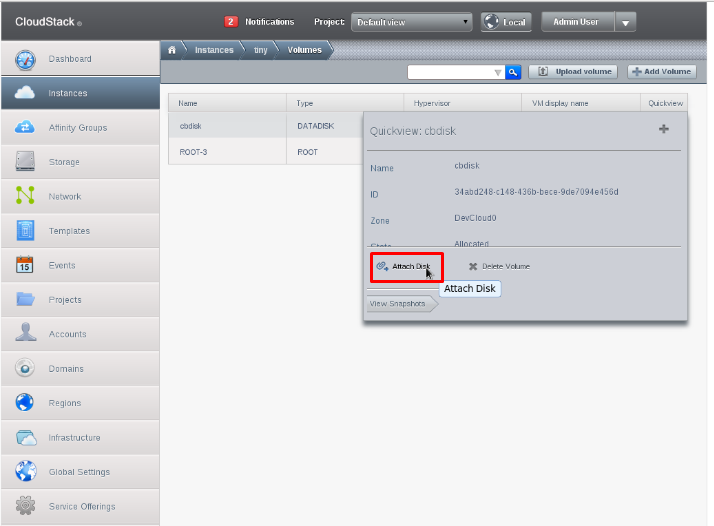 CloudStack
2 Notifications Project: Default view Local Admin User
Instances tiny Volumes
Upload volume Add Volume
Name Type Hypervisor VM display name Quickview
cbdisk DATADISK
ROOT-3 ROOT
Dashboard
Instances
Affinity Groups
Storage
Network
Templates
15 Events
Projects
Accounts
Domains
Regions
Infrastructure
Global Settings
Service Offerings
Quickview: cbdisk
Name cbdisk
ID 34abd248-c148-436b-bece-9de7094e456d
Zone DevCloud0
State Allocated
Attach Disk Delete Volume
Attach Disk
View Snapshots